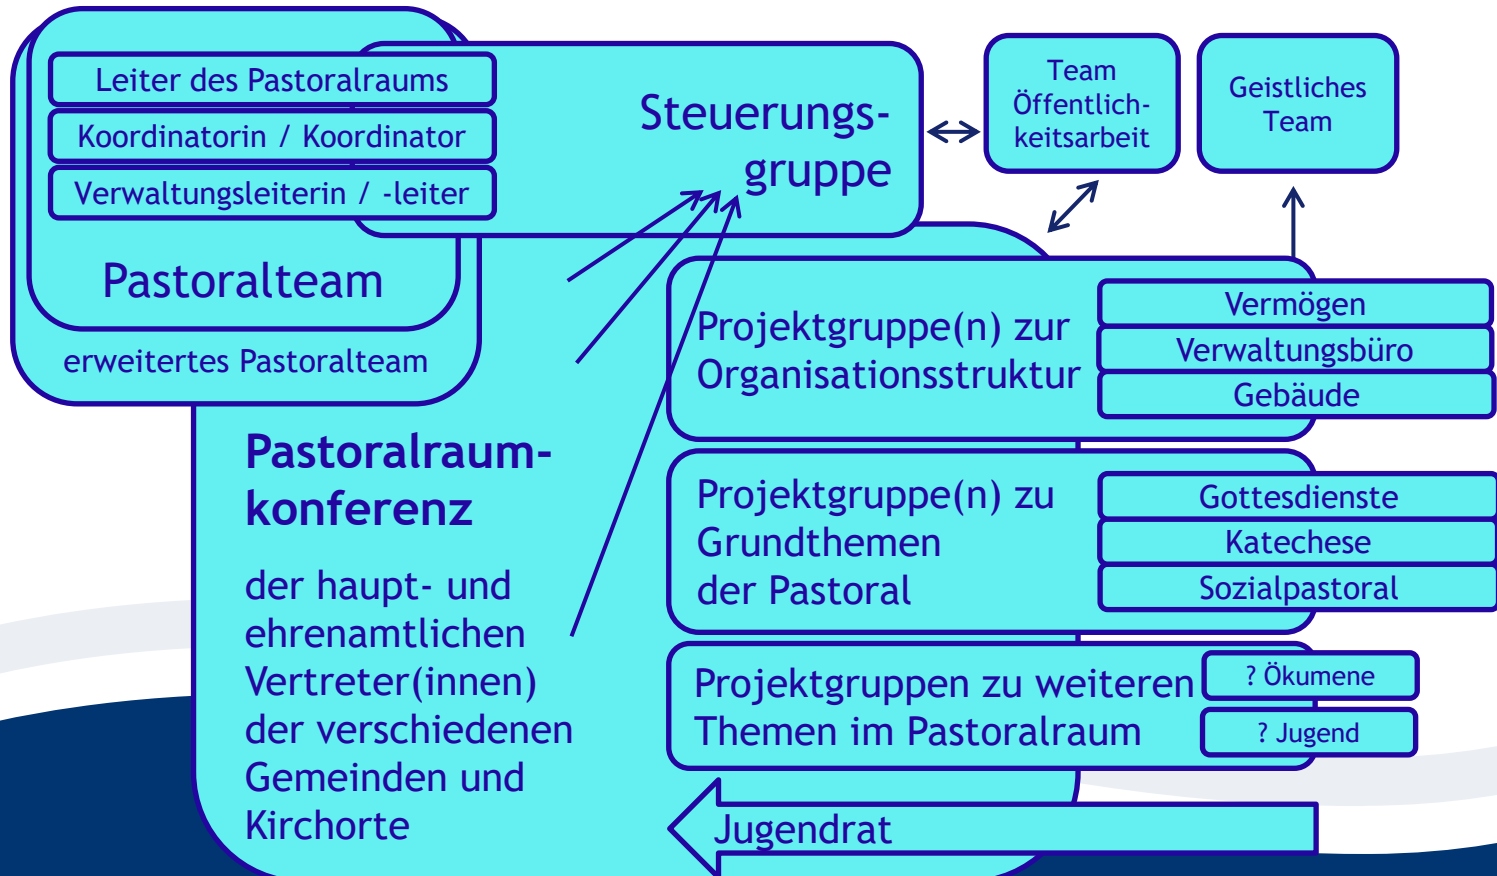 Leiter des Pastoralraums
Koordinatorin / Koordinator
Verwaltungsleiterin / -leiter
Pastoralteam
erweitertes Pastoralteam
Steuerungs-
gruppe
Team
Öffentlich-
keitsarbeit
Geistliches
Team
Pastoralraum-
konferenz
der haupt- und
ehrenamtlichen
Vertreter(innen)
der verschiedenen
Gemeinden und
Kirchorte
Projektgruppe(n) zur
Organisationsstruktur
Vermögen
Verwaltungsbüro
Gebäude
Projektgruppe(n) zu
Grundthemen
der Pastoral
Gottesdienste
Katechese
Sozialpastoral
Projektgruppen zu weiteren
Themen im Pastoralraum
? Ökumene
? Jugend
Jugendrat